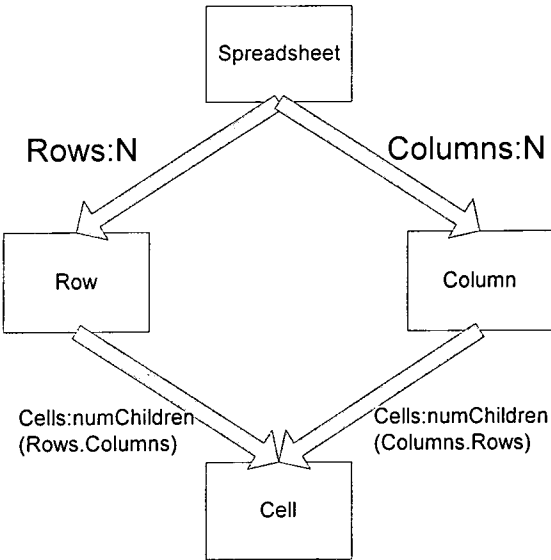 Spreadsheet
Rows:N
Columns:N
Row
Column
Cells:numChildren
(Rows.Columns)
Cells:numChildren
(Columns.Rows)
Cell